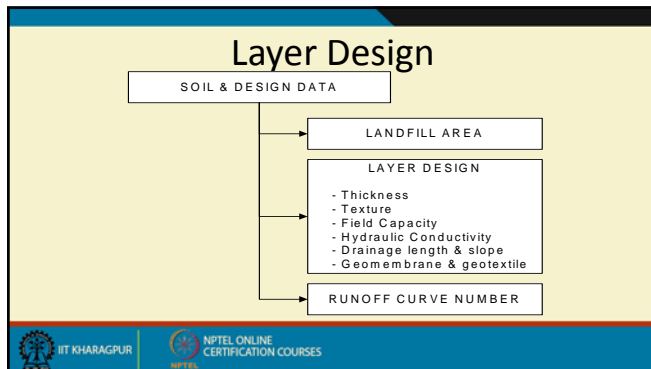 Layer Design
SOIL & DESIGN DATA
LANDFILL AREA
LAYER DESIGN
- Thickness
- Texture
- Field Capacity
- Hydraulic Conductivity
- Drainage length & slope
- Geomembrane & geotextile
RUNOFF CURVE NUMBER
IIT KHARAGPUR
NPTEL ONLINE
CERTIFICATION COURSES
NPTEL